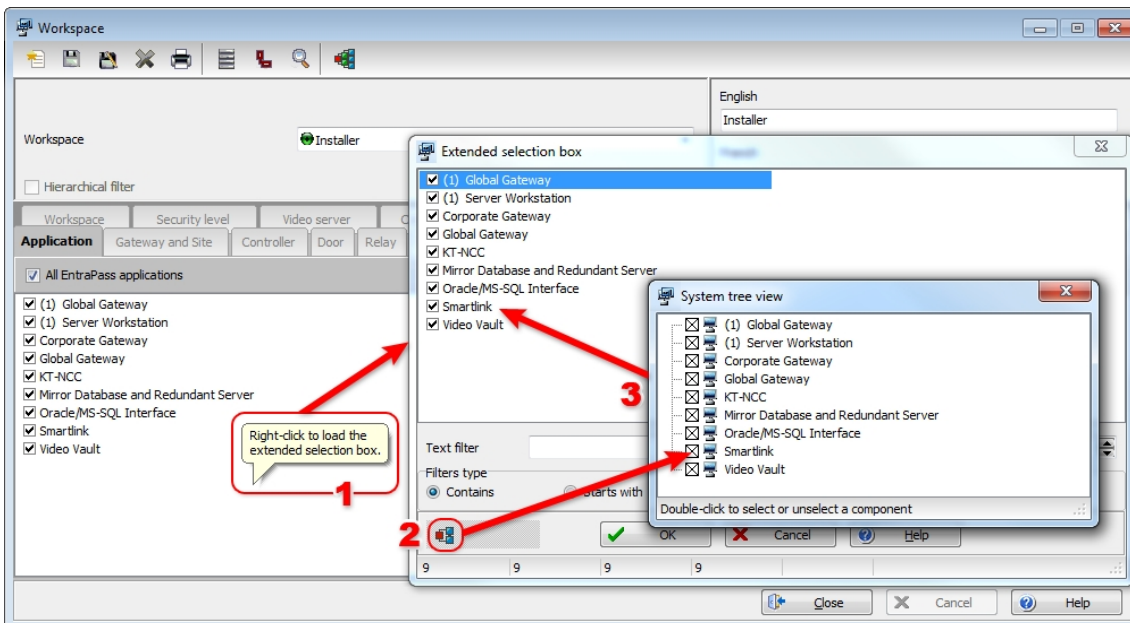 Workspace
English
Installer
Workspace
Installer
Hierarchical filter
Workspace
Security level
Video server
Application
Gateway and Site
Controller
Door
Relay
All EntraPass applications
(1) Global Gateway
(1) Server Workstation
Corporate Gateway
Global Gateway
KT-NCC
Mirror Database and Redundant Server
Oracle/MS-SQL Interface
Smartlink
Video Vault
Right-click to load the
extended selection box.
1
Extended selection box
(1) Global Gateway
(1) Server Workstation
Corporate Gateway
Global Gateway
KT-NCC
Mirror Database and Redundant Server
Oracle/MS-SQL Interface
Smartlink
Video Vault
Text filter
Filters type
Contains
Starts with
2
OK
Cancel
Help
9 9 9 9
3
System tree view
(1) Global Gateway
(1) Server Workstation
Corporate Gateway
Global Gateway
KT-NCC
Mirror Database and Redundant Server
Oracle/MS-SQL Interface
Smartlink
Video Vault
Double-click to select or unselect a component
Close
Cancel
Help